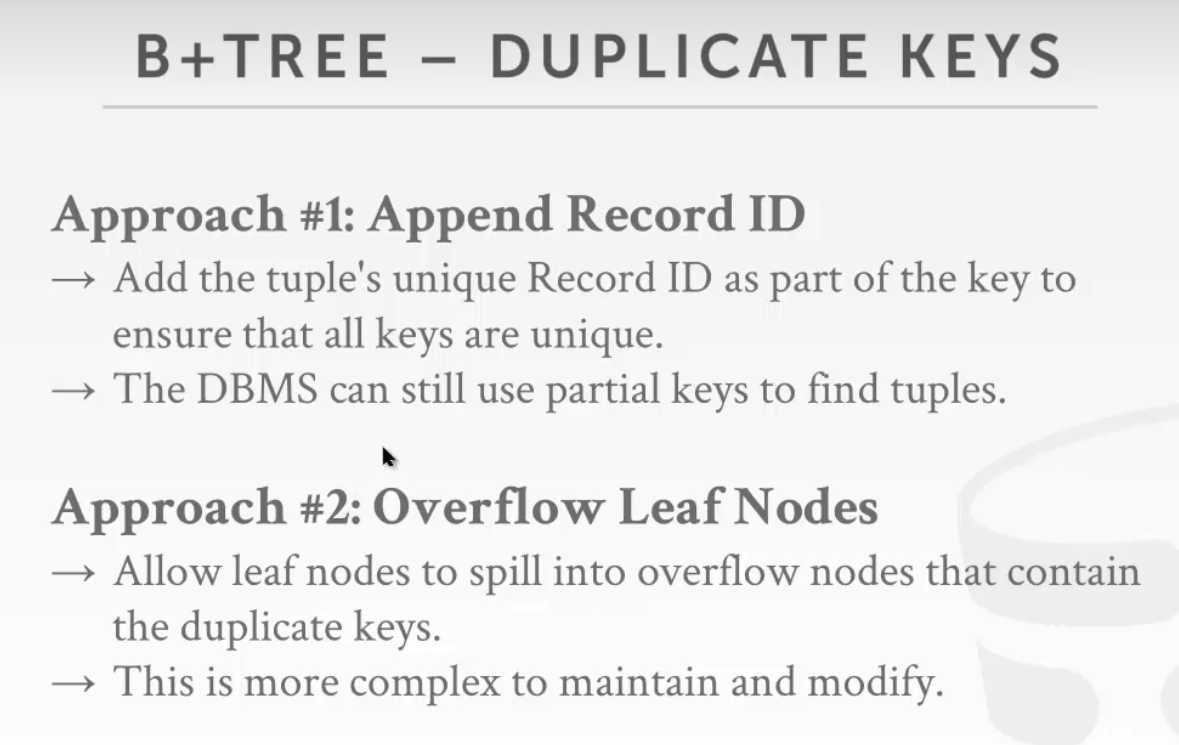 B+TREE – DUPLICATE KEYS
Approach #1: Append Record ID
→ Add the tuple's unique Record ID as part of the key to
ensure that all keys are unique.
→ The DBMS can still use partial keys to find tuples.
Approach #2: Overflow Leaf Nodes
→ Allow leaf nodes to spill into overflow nodes that contain
the duplicate keys.
→ This is more complex to maintain and modify.